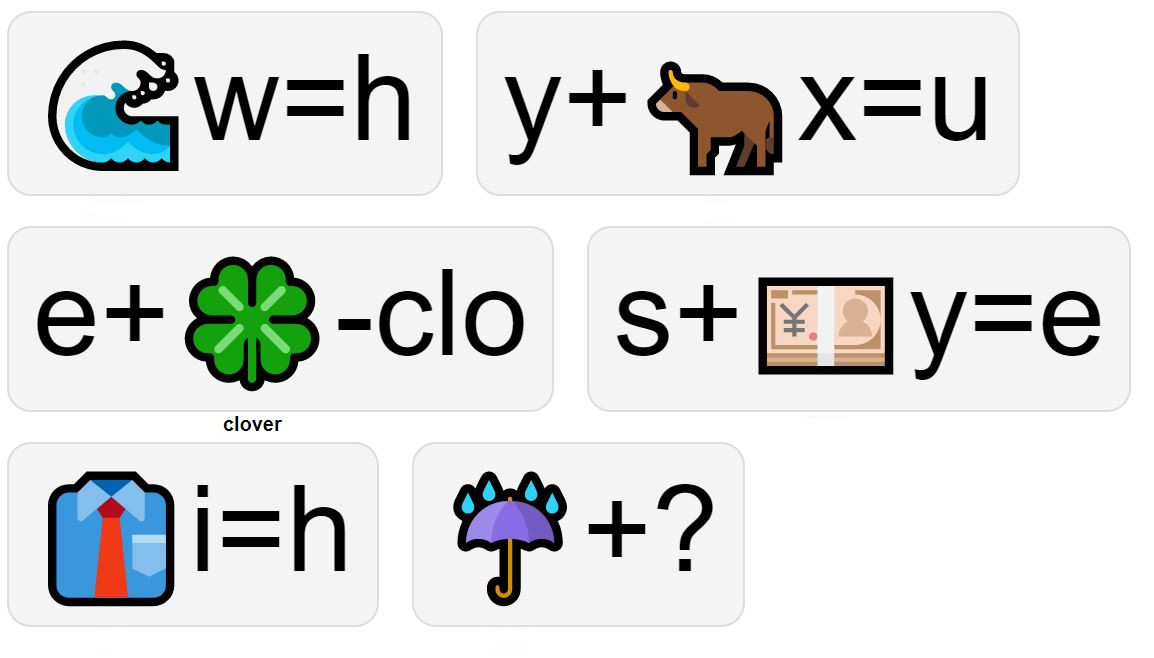 w=h y+ x=u
e+ -clo s+ ¥ y=e
clover
i=h +?